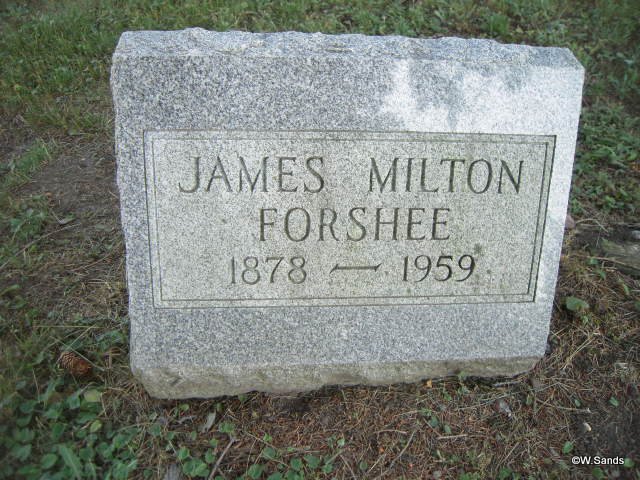 JAMES MILTON
FORSHEE
1878 — 1959
©W.Sands